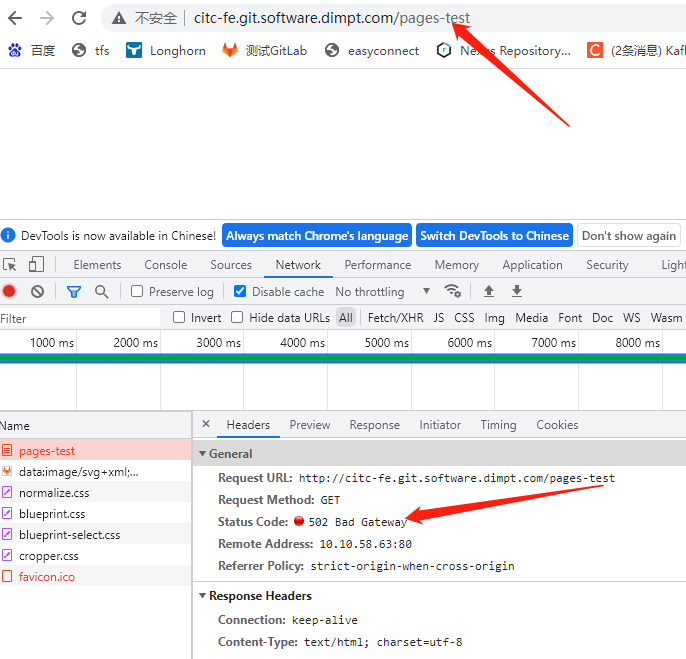 不安全 citc-fe.git.software.dimpt.com/pages-test
百度 tfs Longhorn 测试GitLab easyconnect Nexus Repository... (2条消息) Kafl
DevTools is now available in Chinese! Always match Chrome's language Switch DevTools to Chinese Don't show again
Elements Console Sources Network Performance Memory Application Security Light
Preserve log Disable cache No throttling
Filter Invert Hide data URLs All Fetch/XHR JS CSS Img Media Font Doc WS Wasm
1000 ms 2000 ms 3000 ms 4000 ms 5000 ms 6000 ms 7000 ms 8000 ms
Name × Headers Preview Response Initiator Timing Cookies
pages-test
data:image/svg+xml;...
normalize.css
blueprint.css
blueprint-select.css
cropper.css
favicon.ico
General
Request URL: http://citc-fe.git.software.dimpt.com/pages-test
Request Method: GET
Status Code: 502 Bad Gateway
Remote Address: 10.10.58.63:80
Referrer Policy: strict-origin-when-cross-origin
Response Headers
Connection: keep-alive
Content-Type: text/html; charset=utf-8